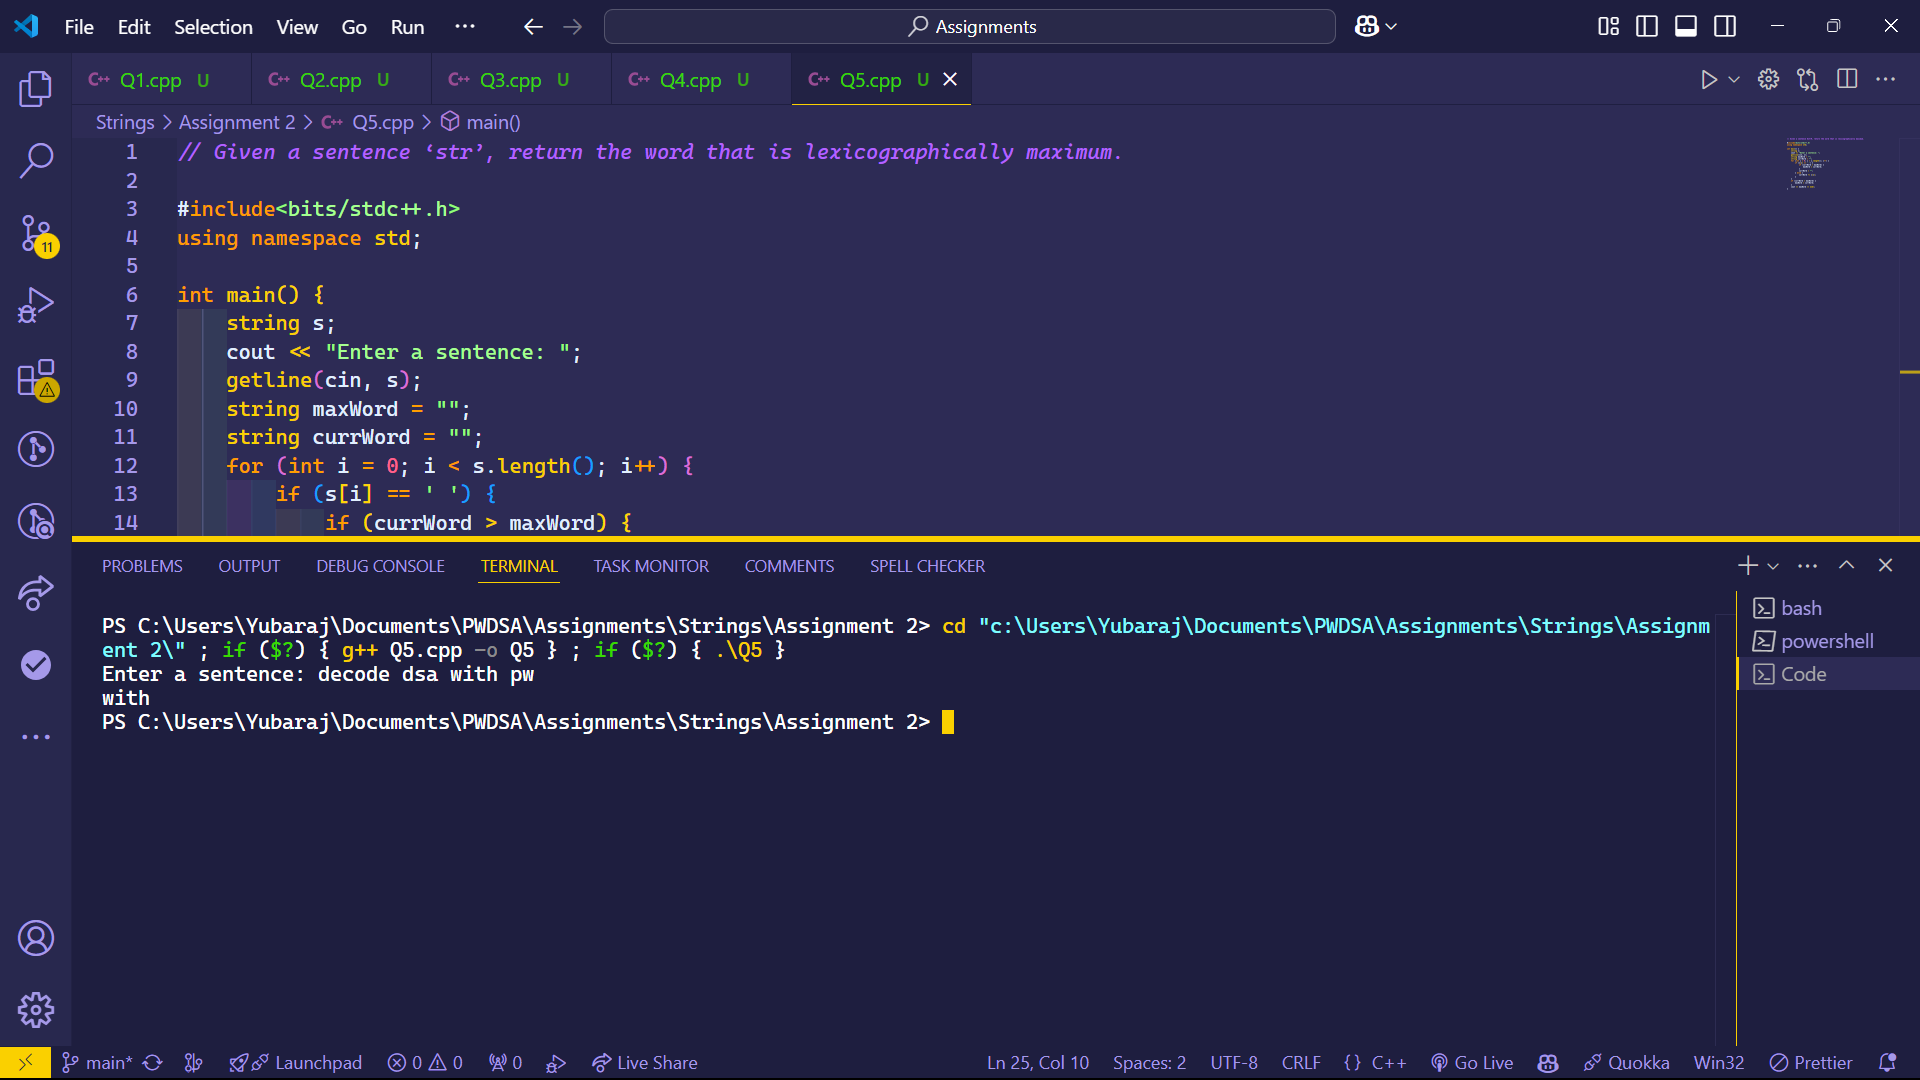 File Edit Selection View Go Run ··· Assignments
C++ Q1.cpp U C++ Q2.cpp U C++ Q3.cpp U C++ Q4.cpp U C++ Q5.cpp U
Strings > Assignment 2 > C++ Q5.cpp > main()
1 // Given a sentence ‘str’, return the word that is lexicographically maximum.
2
3 #include<bits/stdc++.h>
4 using namespace std;
5
6 int main() {
7 string s;
8 cout << "Enter a sentence: ";
9 getline(cin, s);
10 string maxWord = "";
11 string currWord = "";
12 for (int i = 0; i < s.length(); i++) {
13 if (s[i] == ' ') {
14 if (currWord > maxWord) {
11
PROBLEMS OUTPUT DEBUG CONSOLE TERMINAL TASK MONITOR COMMENTS SPELL CHECKER
PS C:\Users\Yubaraj\Documents\PWDSA\Assignments\Strings\Assignment 2> cd "c:\Users\Yubaraj\Documents\PWDSA\Assignments\Strings\Assignm
ent 2\" ; if ($?) { g++ Q5.cpp -o Q5 } ; if ($?) { .\Q5 }
Enter a sentence: decode dsa with pw
with
PS C:\Users\Yubaraj\Documents\PWDSA\Assignments\Strings\Assignment 2>
bash
powershell
Code
main* Launchpad 0 0 0 Live Share Ln 25, Col 10 Spaces: 2 UTF-8 CRLF {} C++ Go Live Quokka Win32 Prettier